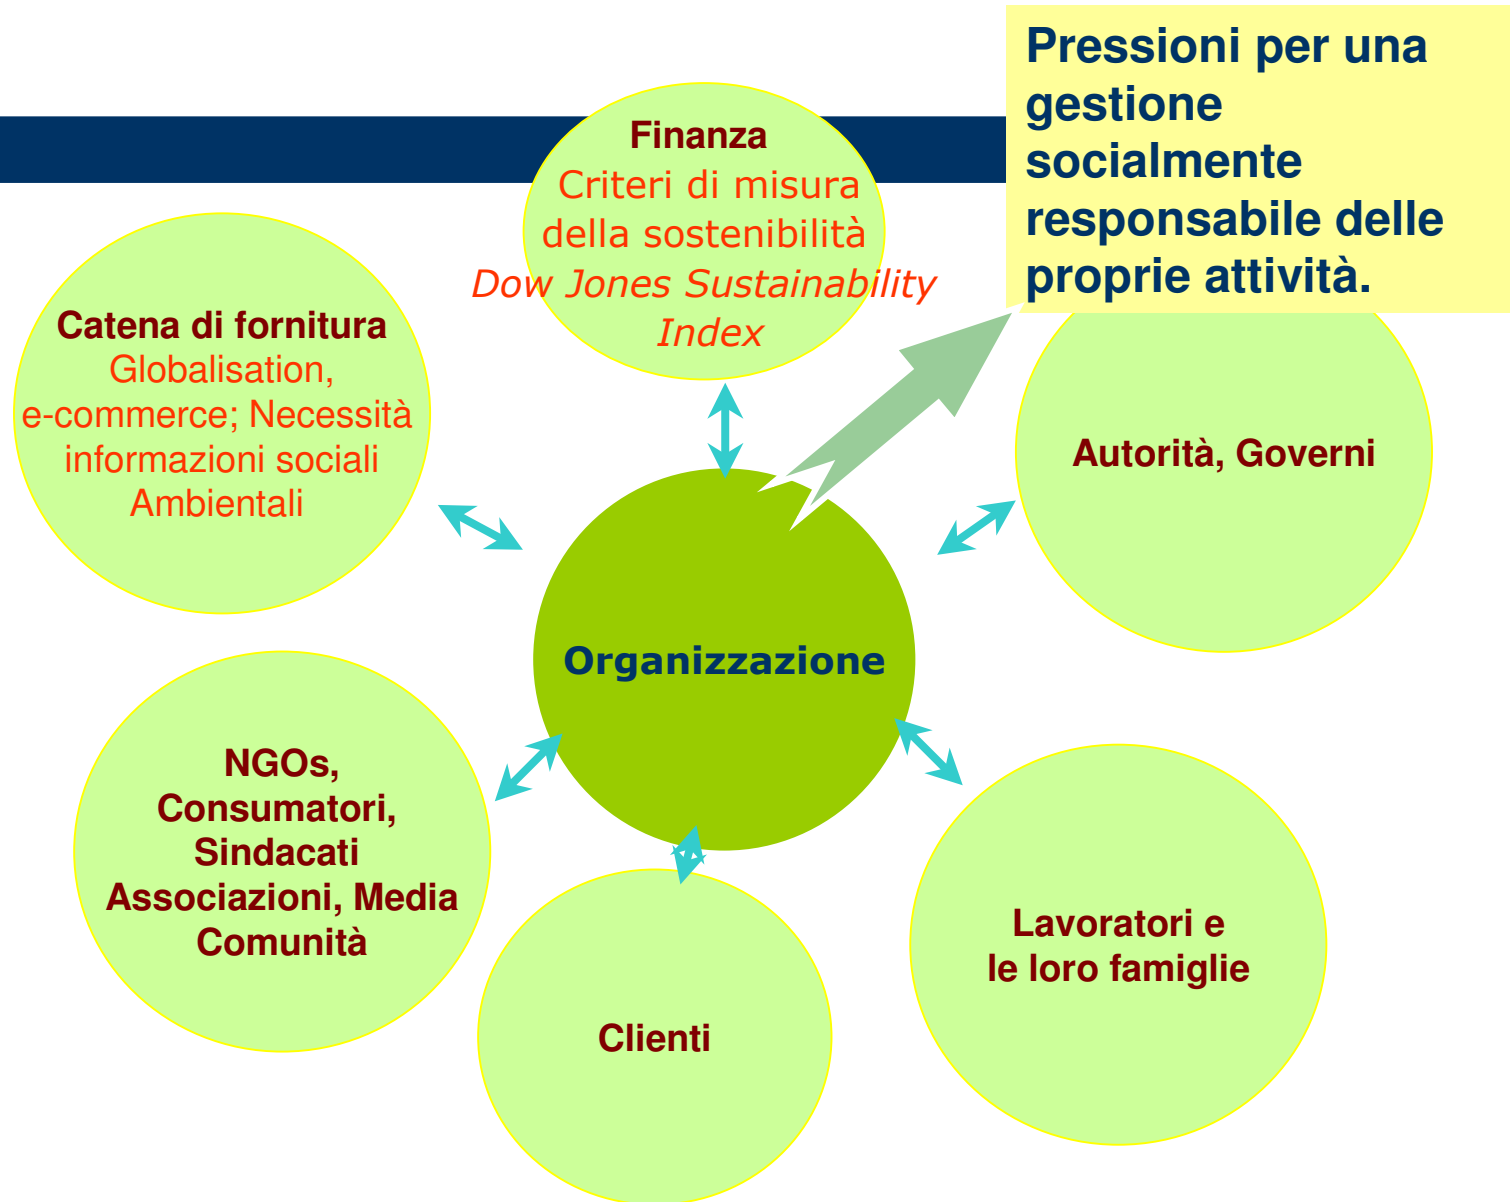 Pressioni per una
gestione
socialmente
responsabile delle
proprie attività.
Finanza
Criteri di misura
della sostenibilità
Dow Jones Sustainability
Index
Catena di fornitura
Globalisation,
e-commerce; Necessità
informazioni sociali
Ambientali
Autorità, Governi
Organizzazione
NGOs,
Consumatori,
Sindacati
Associazioni, Media
Comunità
Lavoratori e
le loro famiglie
Clienti